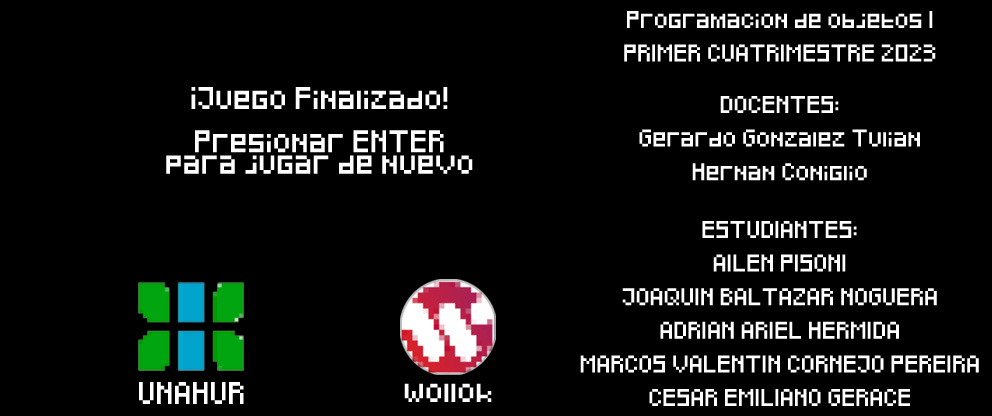 ¡Juego Finalizado!
Presionar ENTER
para jugar de nuevo
UNAHUR
Wollok
Programacion de objetos I
PRIMER CUATRIMESTRE 2023
DOCENTES:
Gerardo Gonzalez Tulian
Hernan Coniglio
ESTUDIANTES:
AILEN PISONI
JOAQUIN BALTAZAR NOGUERA
ADRIAN ARIEL HERMIDA
MARCOS VALENTIN CORNEJO PEREIRA
CESAR EMILIANO GERACE